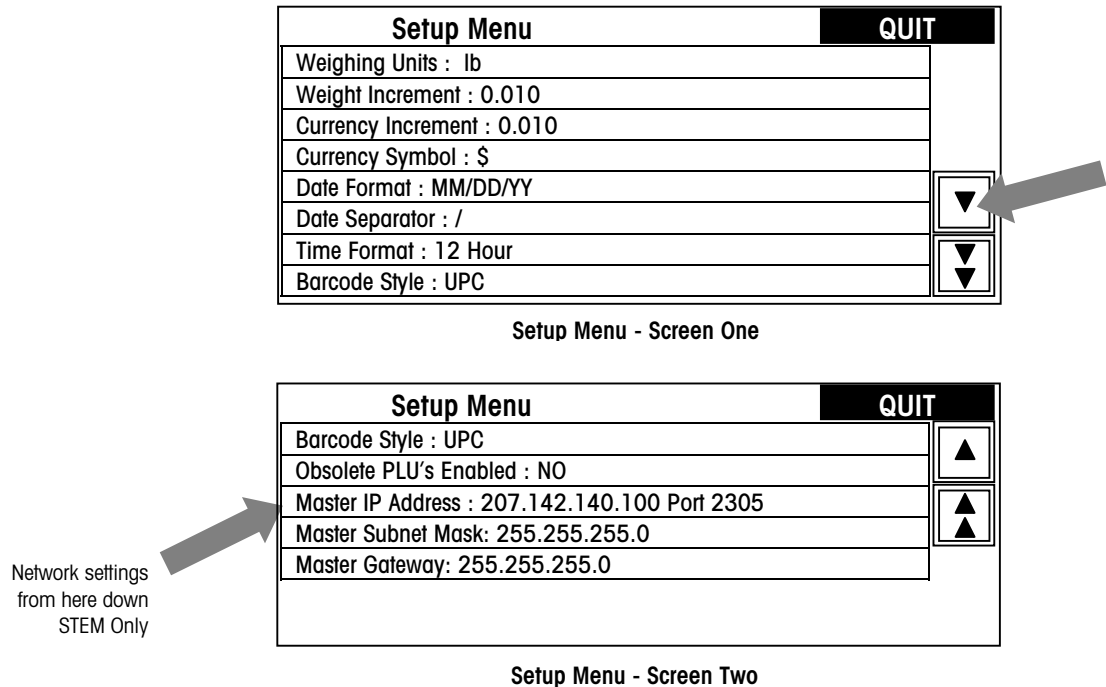 Setup Menu QUIT
Weighing Units : lb
Weight Increment : 0.010
Currency Increment : 0.010
Currency Symbol : $
Date Format : MM/DD/YY
Date Separator : /
Time Format : 12 Hour
Barcode Style : UPC
Setup Menu - Screen One
Setup Menu QUIT
Barcode Style : UPC
Obsolete PLU's Enabled : NO
Master IP Address : 207.142.140.100 Port 2305
Master Subnet Mask: 255.255.255.0
Master Gateway: 255.255.255.0
Network settings
from here down
STEM Only
Setup Menu - Screen Two